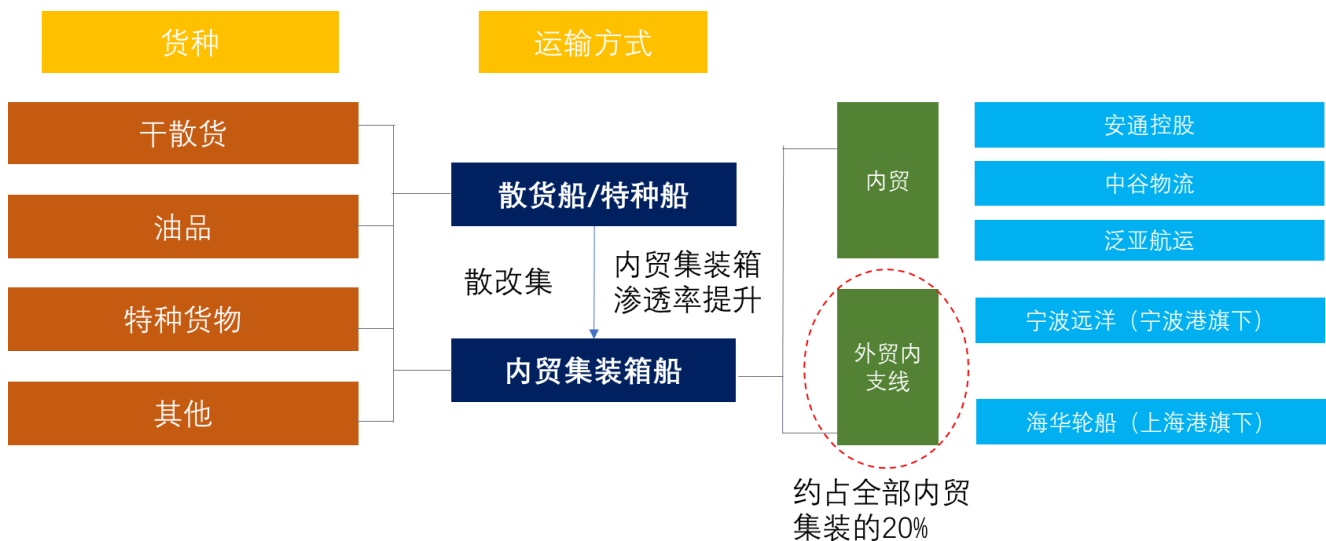 货种
运输方式
干散货
油品
特种货物
其他
散货船/特种船
散改集
内贸集装箱
渗透率提升
内贸集装箱船
内贸
外贸内
支线
约占全部内贸
集装的20%
安通控股
中谷物流
泛亚航运
宁波远洋（宁波港旗下）
海华轮船（上海港旗下）